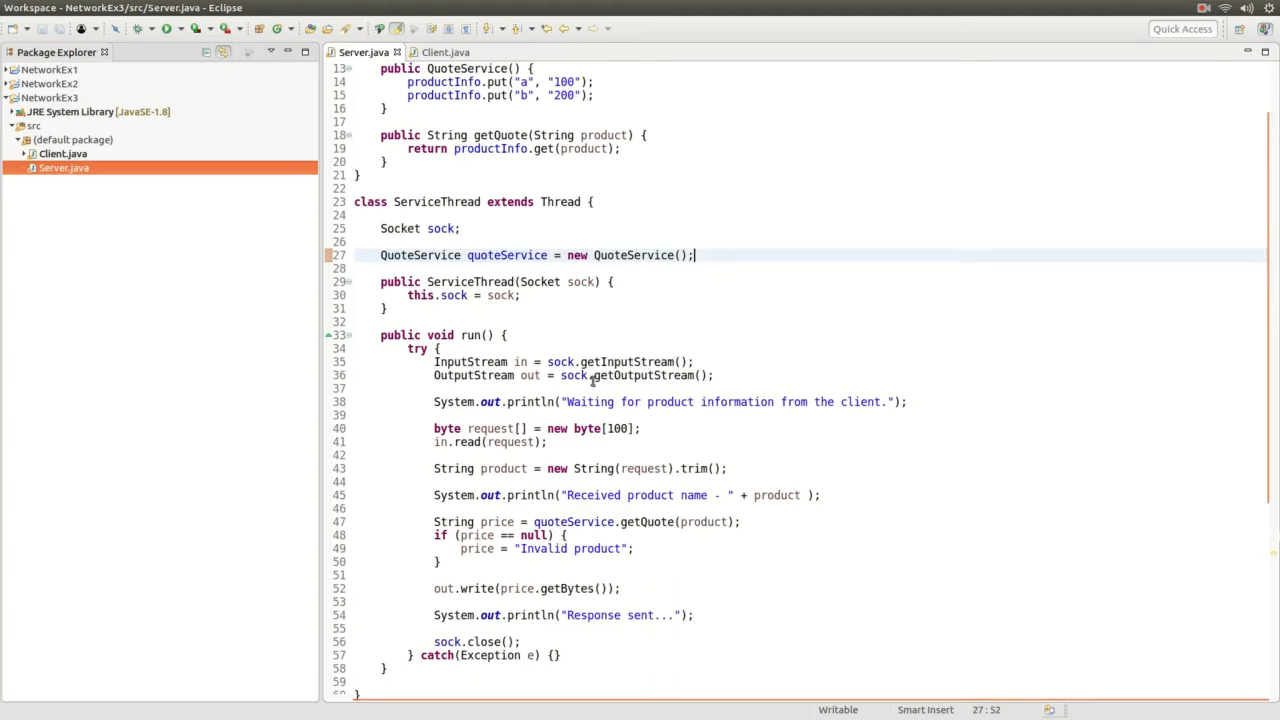 Workspace - NetworkEx3/src/Server.java - Eclipse
Quick Access
Package Explorer
NetworkEx1
NetworkEx2
NetworkEx3
JRE System Library [JavaSE-1.8]
src
(default package)
Client.java
Server.java
Server.java
Client.java
13 public QuoteService() {
14 productInfo.put("a", "100");
15 productInfo.put("b", "200");
16 }
17
18 public String getQuote(String product) {
19 return productInfo.get(product);
20 }
21 }
22
23 class ServiceThread extends Thread {
24
25 Socket sock;
26
27 QuoteService quoteService = new QuoteService();
28
29 public ServiceThread(Socket sock) {
30 this.sock = sock;
31 }
32
33 public void run() {
34 try {
35 InputStream in = sock.getInputStream();
36 OutputStream out = sock.getOutputStream();
37
38 System.out.println("Waiting for product information from the client.");
39
40 byte request[] = new byte[100];
41 in.read(request);
42
43 String product = new String(request).trim();
44
45 System.out.println("Received product name - " + product );
46
47 String price = quoteService.getQuote(product);
48 if (price == null) {
49 price = "Invalid product";
50 }
51
52 out.write(price.getBytes());
53
54 System.out.println("Response sent...");
55
56 sock.close();
57 } catch(Exception e) {}
58 }
59
60 }
Writable
Smart Insert
27 : 52